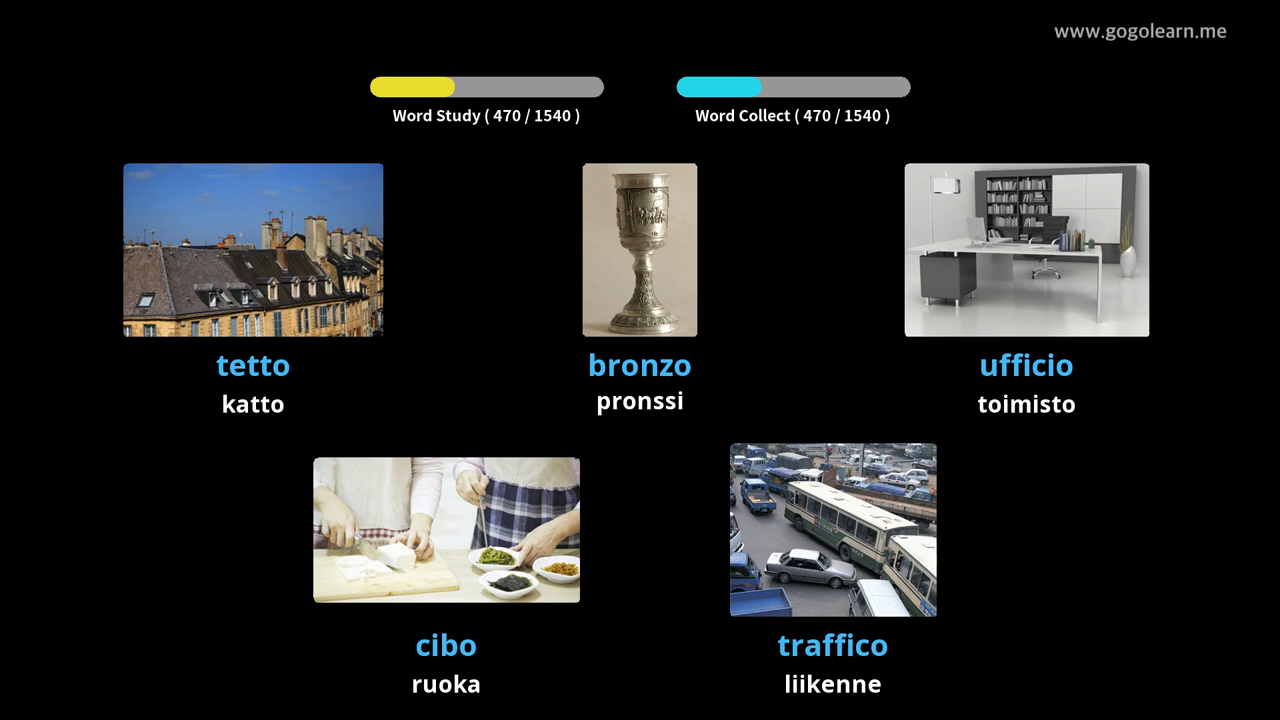 www.gogolearn.me
Word Study ( 470 / 1540 )
Word Collect ( 470 / 1540 )
tetto
katto
bronzo
pronssi
ufficio
toimisto
cibo
ruoka
traffico
liikenne